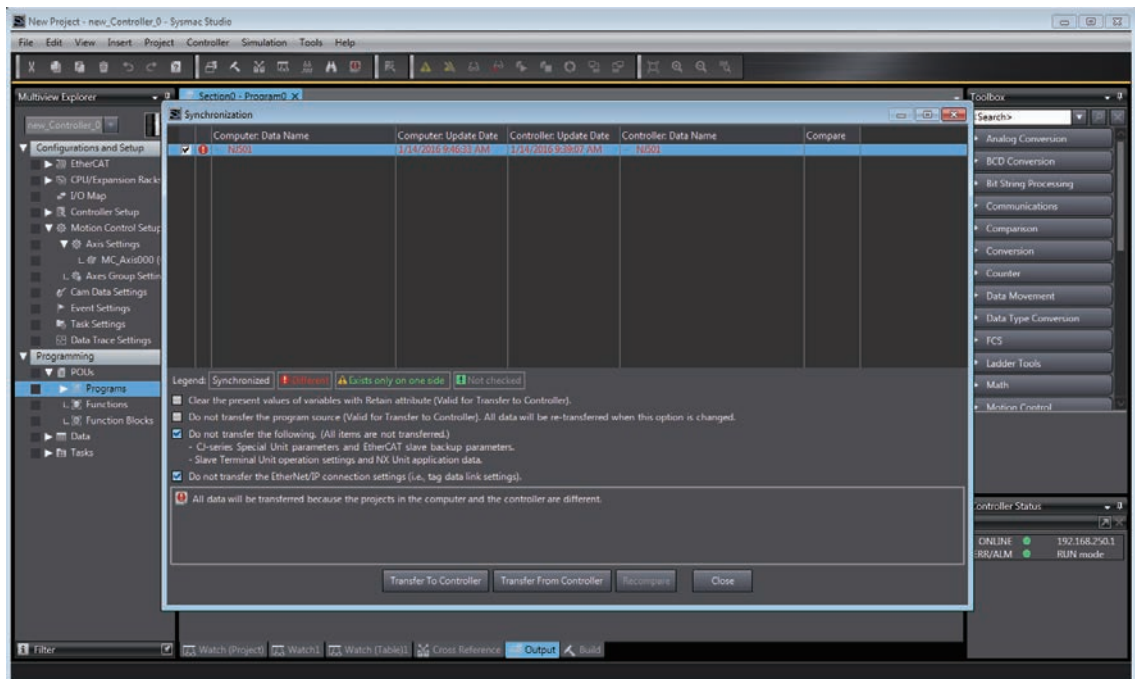 New Project - new_Controller_0 - Sysmac Studio
File Edit View Insert Project Controller Simulation Tools Help
Multiview Explorer
new_Controller_0
Configurations and Setup
EtherCAT
CPU/Expansion Racks
I/O Map
Controller Setup
Motion Control Setup
Axis Settings
MC_Axis000 (
Axes Group Settin
Cam Data Settings
Event Settings
Task Settings
Data Trace Settings
Programming
POUs
Programs
Functions
Function Blocks
Data
Tasks
Filter
Section0 - Program0 X
Synchronization
Computer: Data Name Computer: Update Date Controller: Update Date Controller: Data Name Compare
NJ501 1/14/2016 9:46:33 AM 1/14/2016 9:39:07 AM NJ501
Legend: Synchronized Different Exists only on one side Not checked
Clear the present values of variables with Retain attribute (Valid for Transfer to Controller).
Do not transfer the program source (Valid for Transfer to Controller). All data will be re-transferred when this option is changed.
Do not transfer the following. (All items are not transferred.)
- CJ-series Special Unit parameters and EtherCAT slave backup parameters.
- Slave Terminal Unit operation settings and NX Unit application data.
Do not transfer the EtherNet/IP connection settings (i.e., tag data link settings).
All data will be transferred because the projects in the computer and the controller are different.
Transfer To Controller Transfer From Controller Recompare Close
Watch (Project) Watch1 Watch (Table)1 Cross Reference Output Build
Toolbox
<Search>
Analog Conversion
BCD Conversion
Bit String Processing
Communications
Comparison
Conversion
Counter
Data Movement
Data Type Conversion
FCS
Ladder Tools
Math
Motion Control
Controller Status
ONLINE 192.168.250.1
ERR/ALM RUN mode